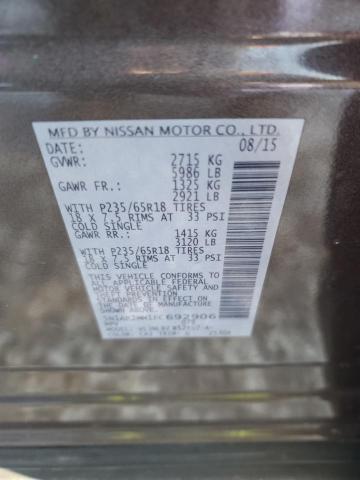 MFD BY NISSAN MOTOR CO., LTD.
DATE: 08/15
GVWR: 2715 KG
5986 LB
GAWR FR.: 1325 KG
2921 LB
WITH P235/65R18 TIRES
18 X 7.5 RIMS AT 33 PSI
COLD SINGLE
GAWR RR.: 1415 KG
3120 LB
WITH P235/65R18 TIRES
18 X 7.5 RIMS AT 33 PSI
COLD SINGLE
THIS VEHICLE CONFORMS TO
ALL APPLICABLE FEDERAL
MOTOR VEHICLE SAFETY
AND THEFT PREVENTION
STANDARDS IN EFFECT ON
THE DATE OF MANUFACTURE
SHOWN ABOVE.
692906
MPV
MODEL:
COLOR: TRIM: